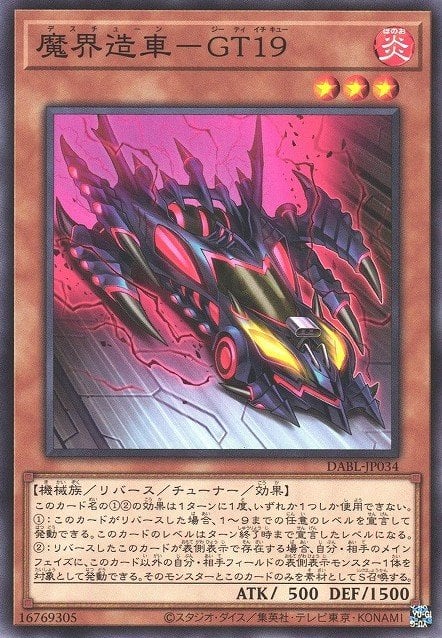 デスチューン ジーティイチキュー
魔界造車－GT19
ほのお
炎
DABL-JP034
【機械族／リバース／チューナー／効果】
このカード名の①②の効果は1ターンに1度、いずれか1つしか使用できない。
①：このカードがリバースした場合、1～9までの任意のレベルを宣言して
発動できる。このカードのレベルはターン終了時まで宣言したレベルになる。
②：リバースしたこのカードが表側表示で存在する場合、自分・相手のメイン
フェイズに、このカード以外の自分・相手フィールドの表側表示モンスター1体を
対象として発動できる。そのモンスターとこのカードのみを素材としてS召喚する。
ATK/ 500 DEF/1500
16769305
©スタジオ・ダイス／集英社・テレビ東京・KONAMI